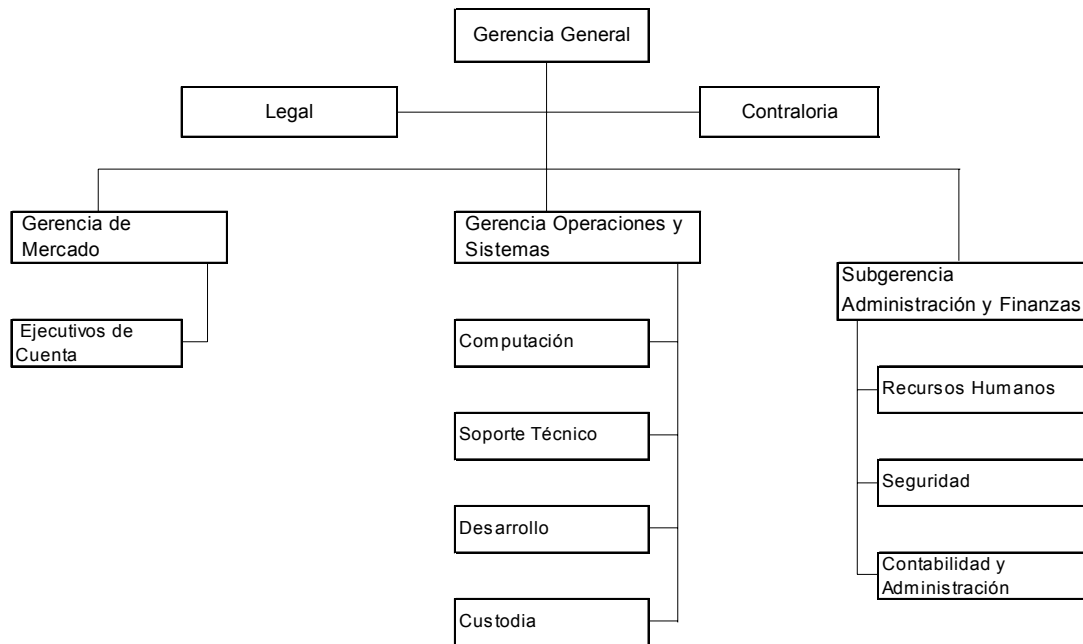 Gerencia General
Legal
Contraloria
Gerencia de
Mercado
Gerencia Operaciones y
Sistemas
Subgerencia
Administración y Finanzas
Ejecutivos de
Cuenta
Computación
Soporte Técnico
Desarrollo
Custodia
Recursos Humanos
Seguridad
Contabilidad y
Administración